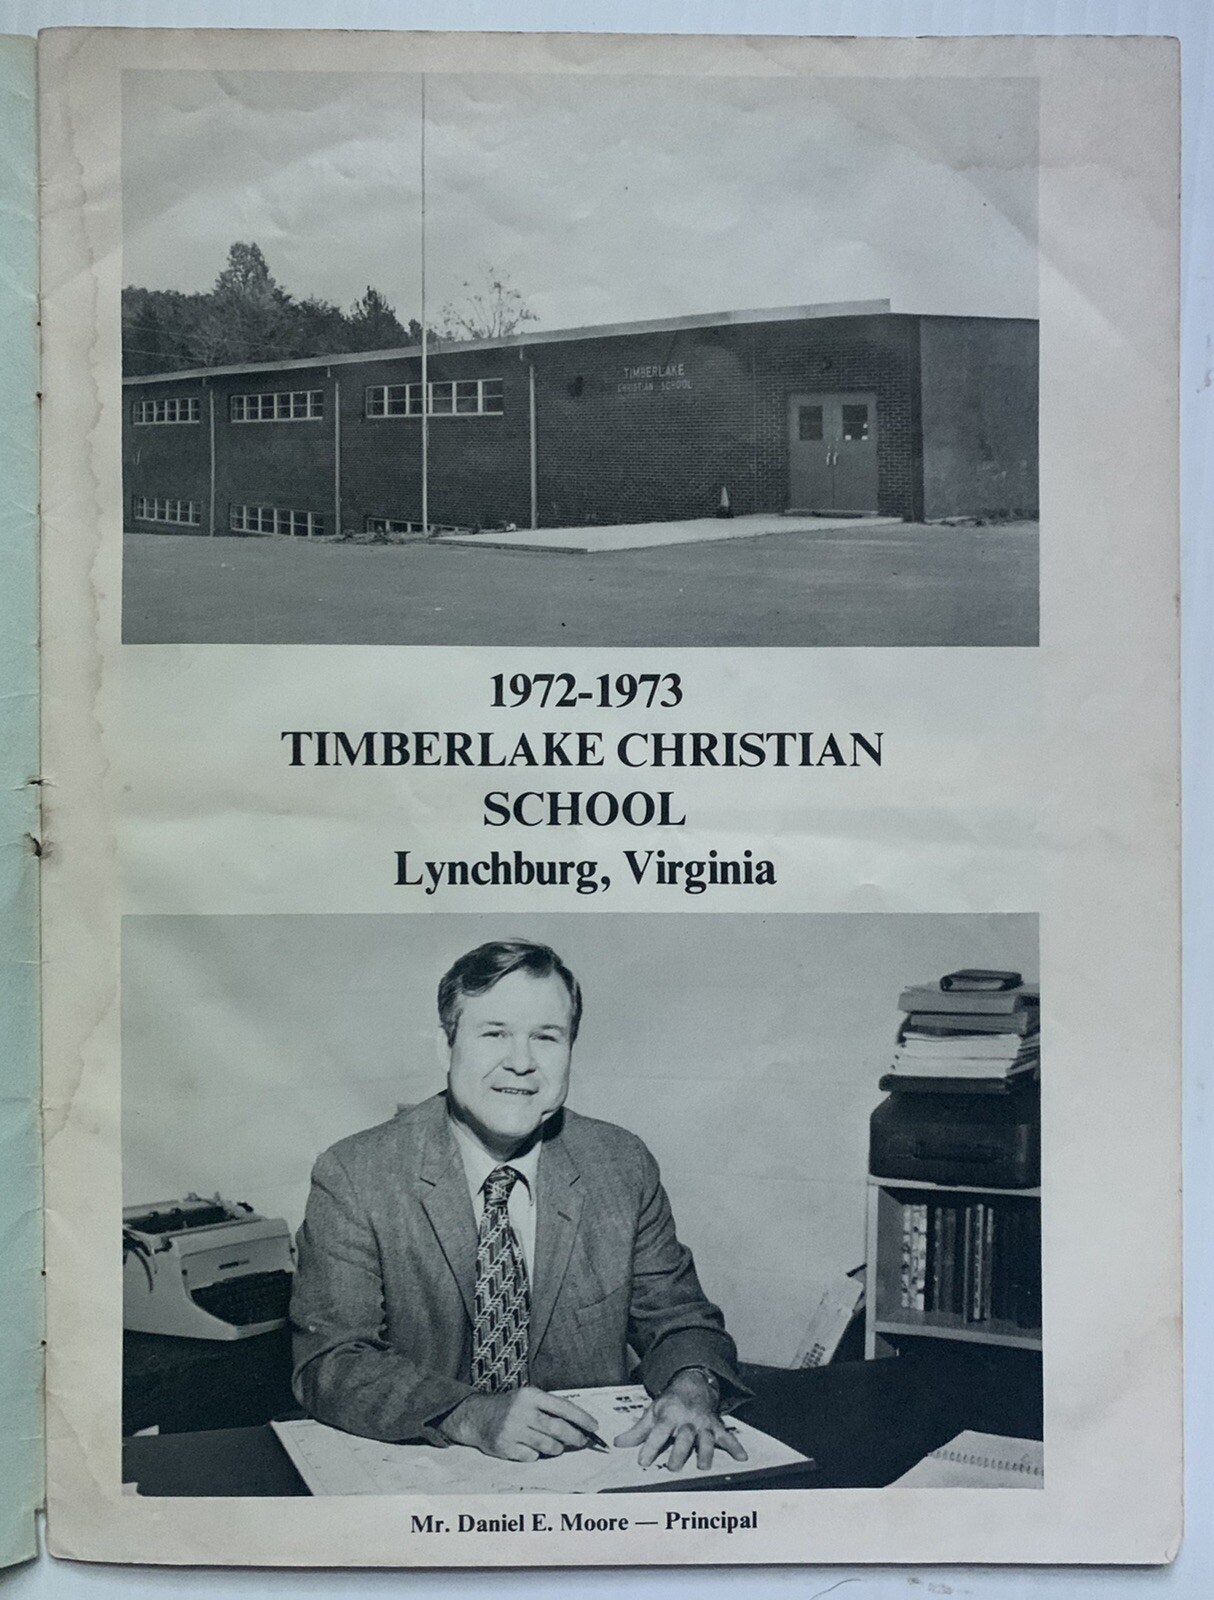 TIMBERLAKE
CHRISTIAN SCHOOL
1972-1973
TIMBERLAKE CHRISTIAN
SCHOOL
Lynchburg, Virginia
Mr. Daniel E. Moore — Principal